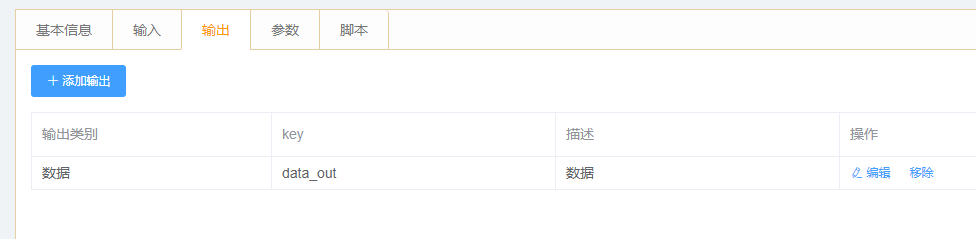 基本信息 输入 输出 参数 脚本
添加输出
输出类别 key 描述 操作
数据 data_out 数据 编辑 移除